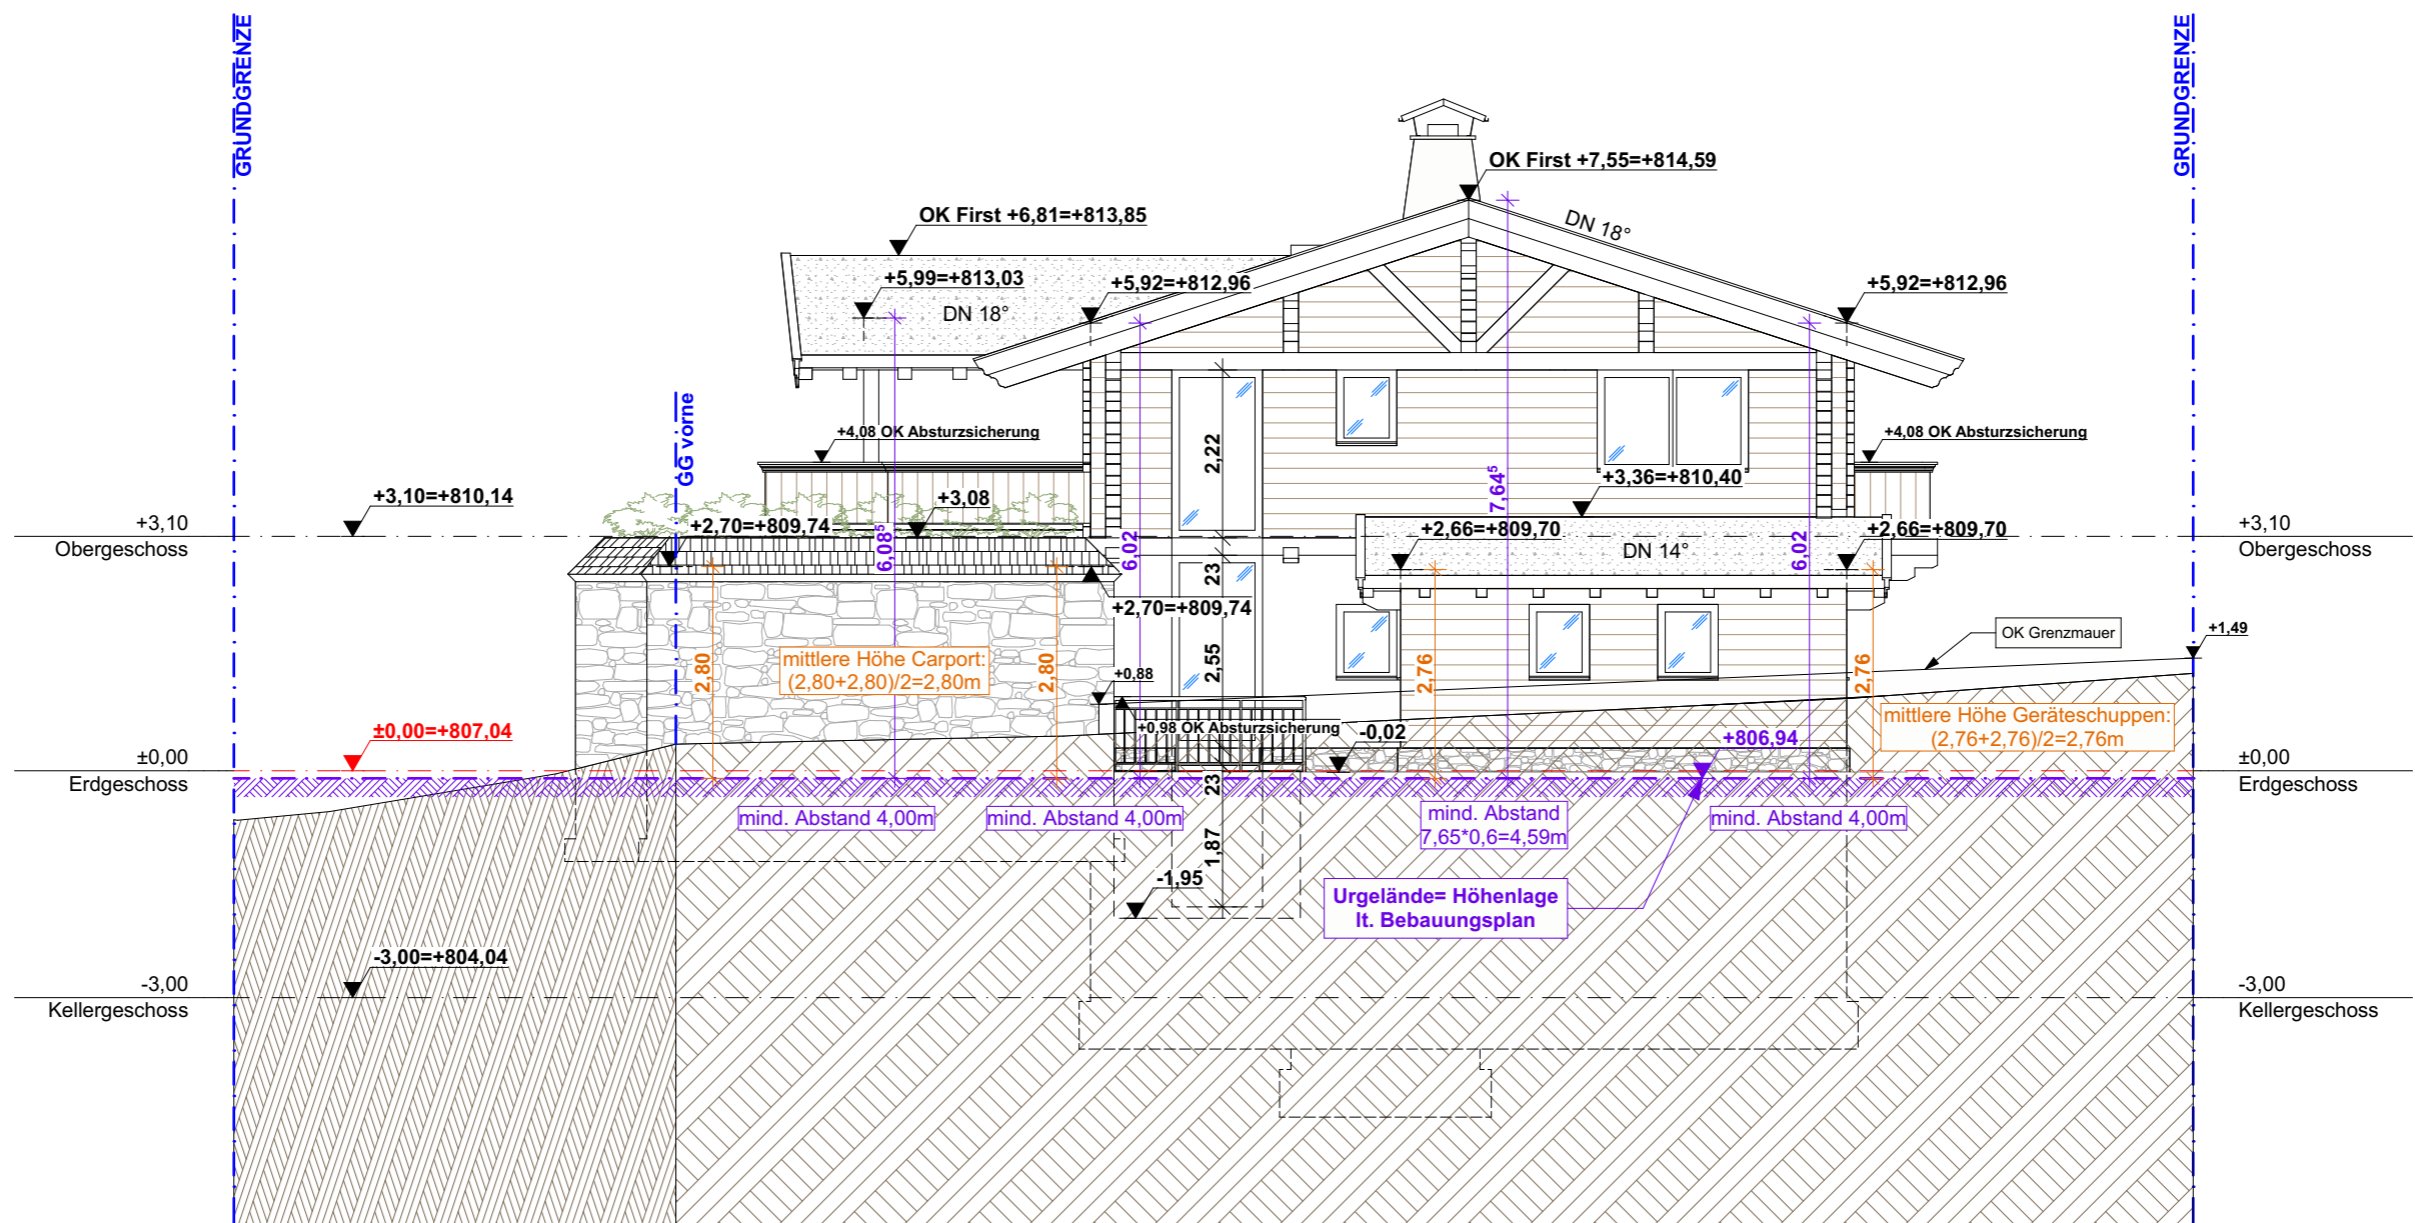 GRUNDGRENZE
GRUNDGRENZE
OK First +7,55=+814,59
OK First +6,81=+813,85
DN 18°
+5,99=+813,03
+5,92=+812,96
+5,92=+812,96
DN 18°
GG vorne
+4,08 OK Absturzsicherung
+4,08 OK Absturzsicherung
2,22
+3,10=+810,14
+3,08
7,64⁵
+3,36=+810,40
+3,10
Obergeschoss
+2,70=+809,74
6,08⁵
6,02
+2,66=+809,70
DN 14°
6,02
+2,66=+809,70
+3,10
Obergeschoss
23
+2,70=+809,74
OK Grenzmauer
+1,49
2,80
mittlere Höhe Carport:
(2,80+2,80)/2=2,80m
2,80
+0,88
2,55
2,76
2,76
±0,00=+807,04
+0,98 OK Absturzsicherung
-0,02
+806,94
mittlere Höhe Geräteschuppen:
(2,76+2,76)/2=2,76m
±0,00
Erdgeschoss
±0,00
Erdgeschoss
23
mind. Abstand 4,00m
mind. Abstand 4,00m
mind. Abstand
7,65*0,6=4,59m
mind. Abstand 4,00m
1,87
-1,95
Urgelände= Höhenlage
lt. Bebauungsplan
-3,00=+804,04
-3,00
Kellergeschoss
-3,00
Kellergeschoss